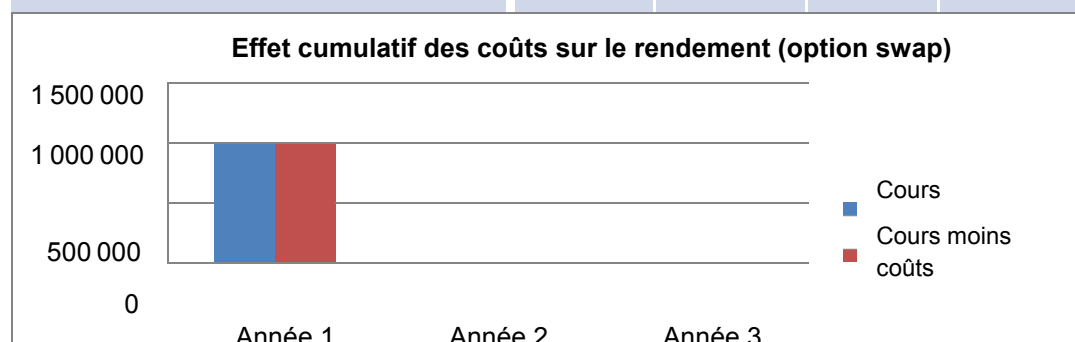 Effet cumulatif des coûts sur le rendement (option swap)
1 500 000
1 000 000
500 000
0
Cours
Cours moins
coûts
Année 1 Année 2 Année 3